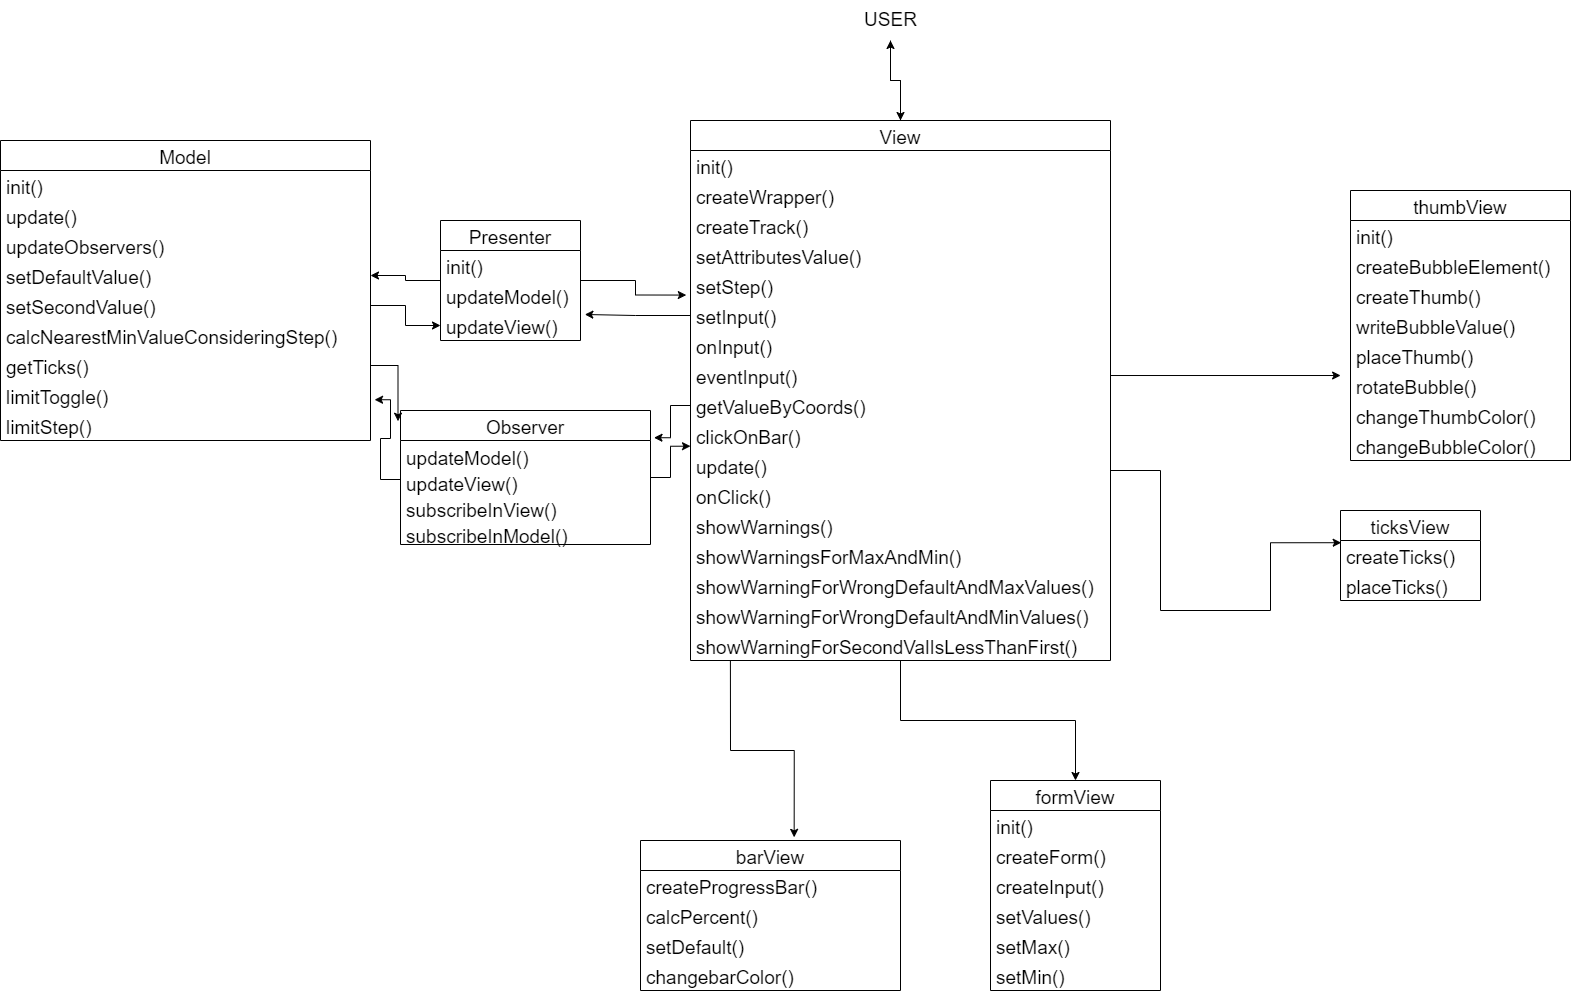 USER
Model
init()
update()
updateObservers()
setDefaultValue()
setSecondValue()
calcNearestMinValueConsideringStep()
getTicks()
limitToggle()
limitStep()
Presenter
init()
updateModel()
updateView()
Observer
updateModel()
updateView()
subscribeInView()
subscribeInModel()
View
init()
createWrapper()
createTrack()
setAttributesValue()
setStep()
setInput()
onInput()
eventInput()
getValueByCoords()
clickOnBar()
update()
onClick()
showWarnings()
showWarningsForMaxAndMin()
showWarningForWrongDefaultAndMaxValues()
showWarningForWrongDefaultAndMinValues()
showWarningForSecondValIsLessThanFirst()
thumbView
init()
createBubbleElement()
createThumb()
writeBubbleValue()
placeThumb()
rotateBubble()
changeThumbColor()
changeBubbleColor()
ticksView
createTicks()
placeTicks()
barView
createProgressBar()
calcPercent()
setDefault()
changebarColor()
formView
init()
createForm()
createInput()
setValues()
setMax()
setMin()